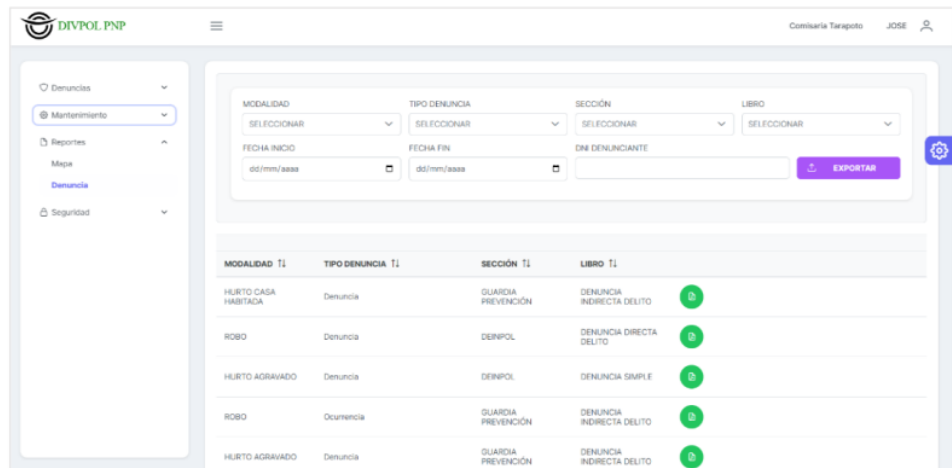 DIVPOL PNP
Comisaria Tarapoto JOSE
Denuncias
Mantenimiento
Reportes
Mapa
Denuncia
Seguridad
MODALIDAD TIPO DENUNCIA SECCIÓN LIBRO
SELECCIONAR SELECCIONAR SELECCIONAR SELECCIONAR
FECHA INICIO FECHA FIN DNI DENUNCIANTE
dd/mm/aaaa dd/mm/aaaa EXPORTAR
MODALIDAD TIPO DENUNCIA SECCIÓN LIBRO
HURTO CASA HABITADA Denuncia GUARDIA PREVENCIÓN DENUNCIA INDIRECTA DELITO
ROBO Denuncia DEINPOL DENUNCIA DIRECTA DELITO
HURTO AGRAVADO Denuncia DEINPOL DENUNCIA SIMPLE
ROBO Ocurrencia GUARDIA PREVENCIÓN DENUNCIA INDIRECTA DELITO
HURTO AGRAVADO Denuncia GUARDIA PREVENCIÓN DENUNCIA INDIRECTA DELITO